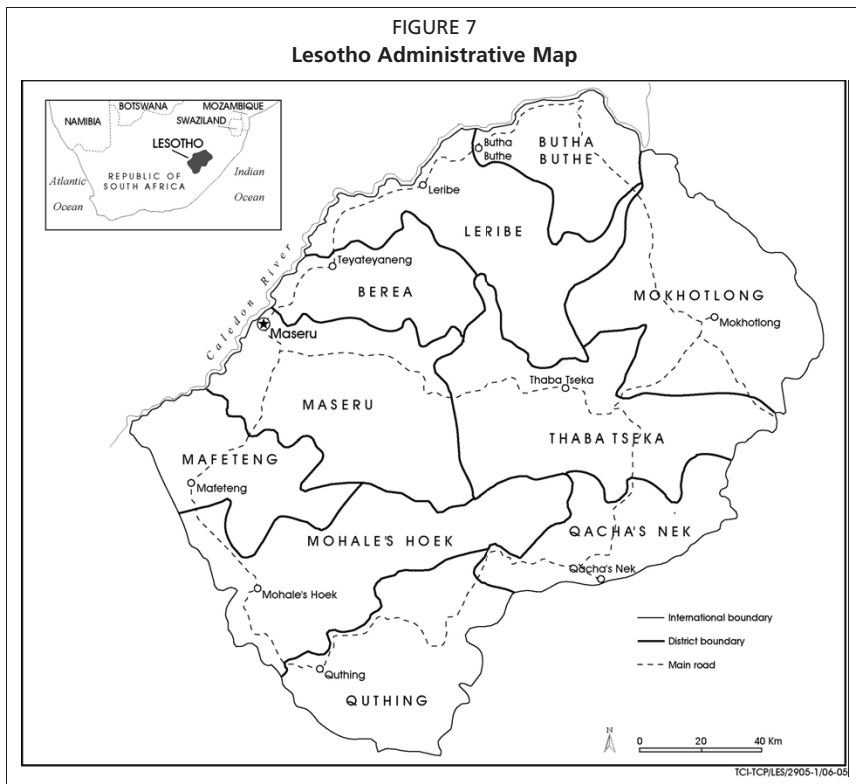 FIGURE 7
Lesotho Administrative Map
NAMIBIA
BOTSWANA
MOZAMBIQUE
SWAZILAND
LESOTHO
REPUBLIC OF
SOUTH AFRICA
Atlantic
Ocean
Indian
Ocean
Caledon River
Butha
Buthe
BUTHA
BUTHE
Leribe
LERIBE
Teyateyaneng
BEREA
MOKHOTLONG
Mokhotlong
Maseru
MASERU
Thaba Tseka
THABA TSEKA
MAFETENG
Mafeteng
MOHALE'S HOEK
Mohale's Hoek
QACHA'S NEK
Qacha's Nek
Quthing
QUTHING
International boundary
District boundary
Main road
N
0 20 40 Km
TCI-TCP/LES/2905-1/06-05